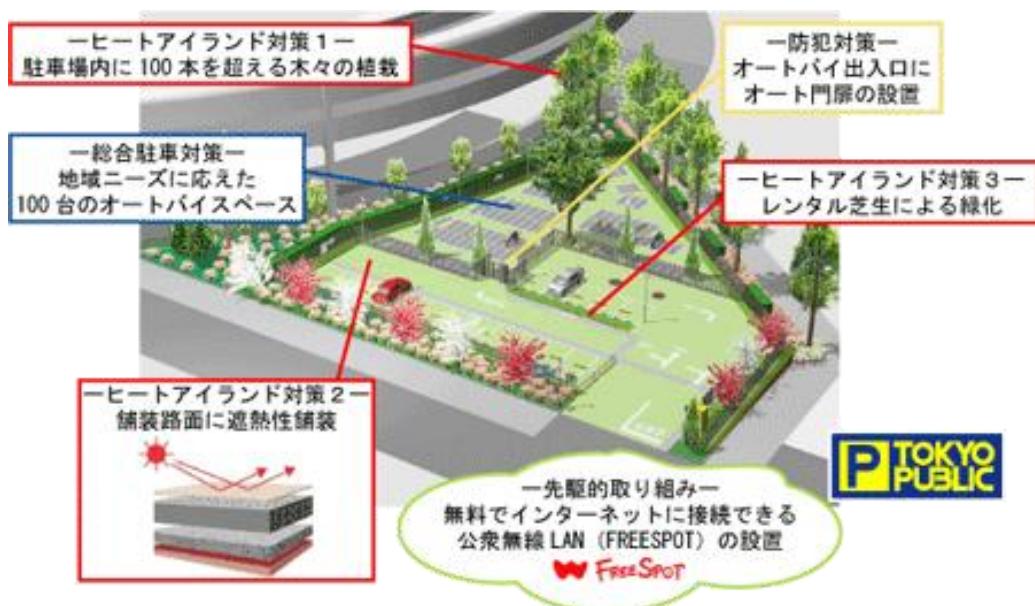 ―ヒートアイランド対策１―
駐車場内に100本を超える木々の植栽
―防犯対策―
オートバイ出入口に
オート門扉の設置
―総合駐車対策―
地域ニーズに応えた
100台のオートバイスペース
―ヒートアイランド対策３―
レンタル芝生による緑化
―ヒートアイランド対策２―
舗装路面に遮熱性舗装
P TOKYO
PUBLIC
―先駆的取り組み―
無料でインターネットに接続できる
公衆無線LAN（FREESPOT）の設置
FREESPOT